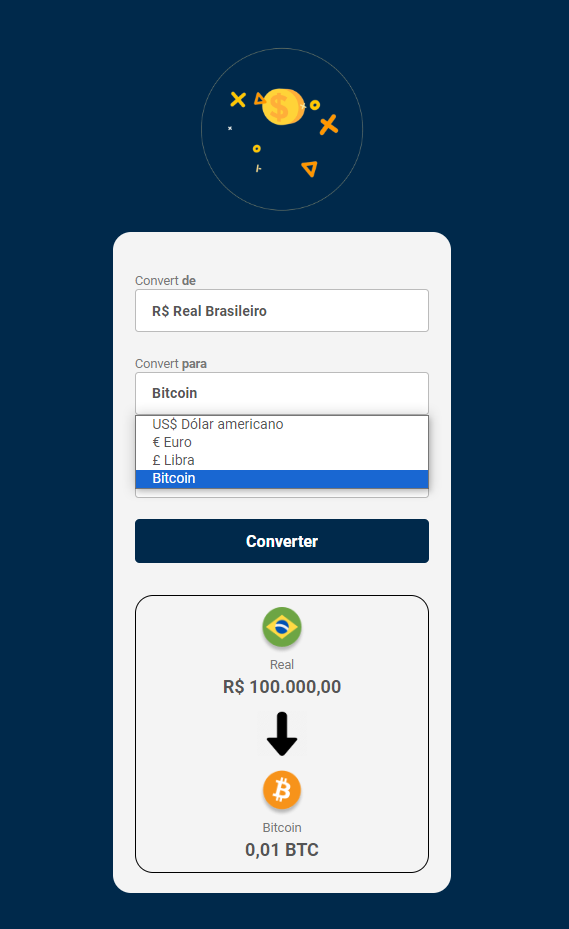 Convert de
R$ Real Brasileiro
Convert para
Bitcoin
US$ Dólar americano
€ Euro
£ Libra
Bitcoin
Converter
Real
R$ 100.000,00
Bitcoin
0,01 BTC